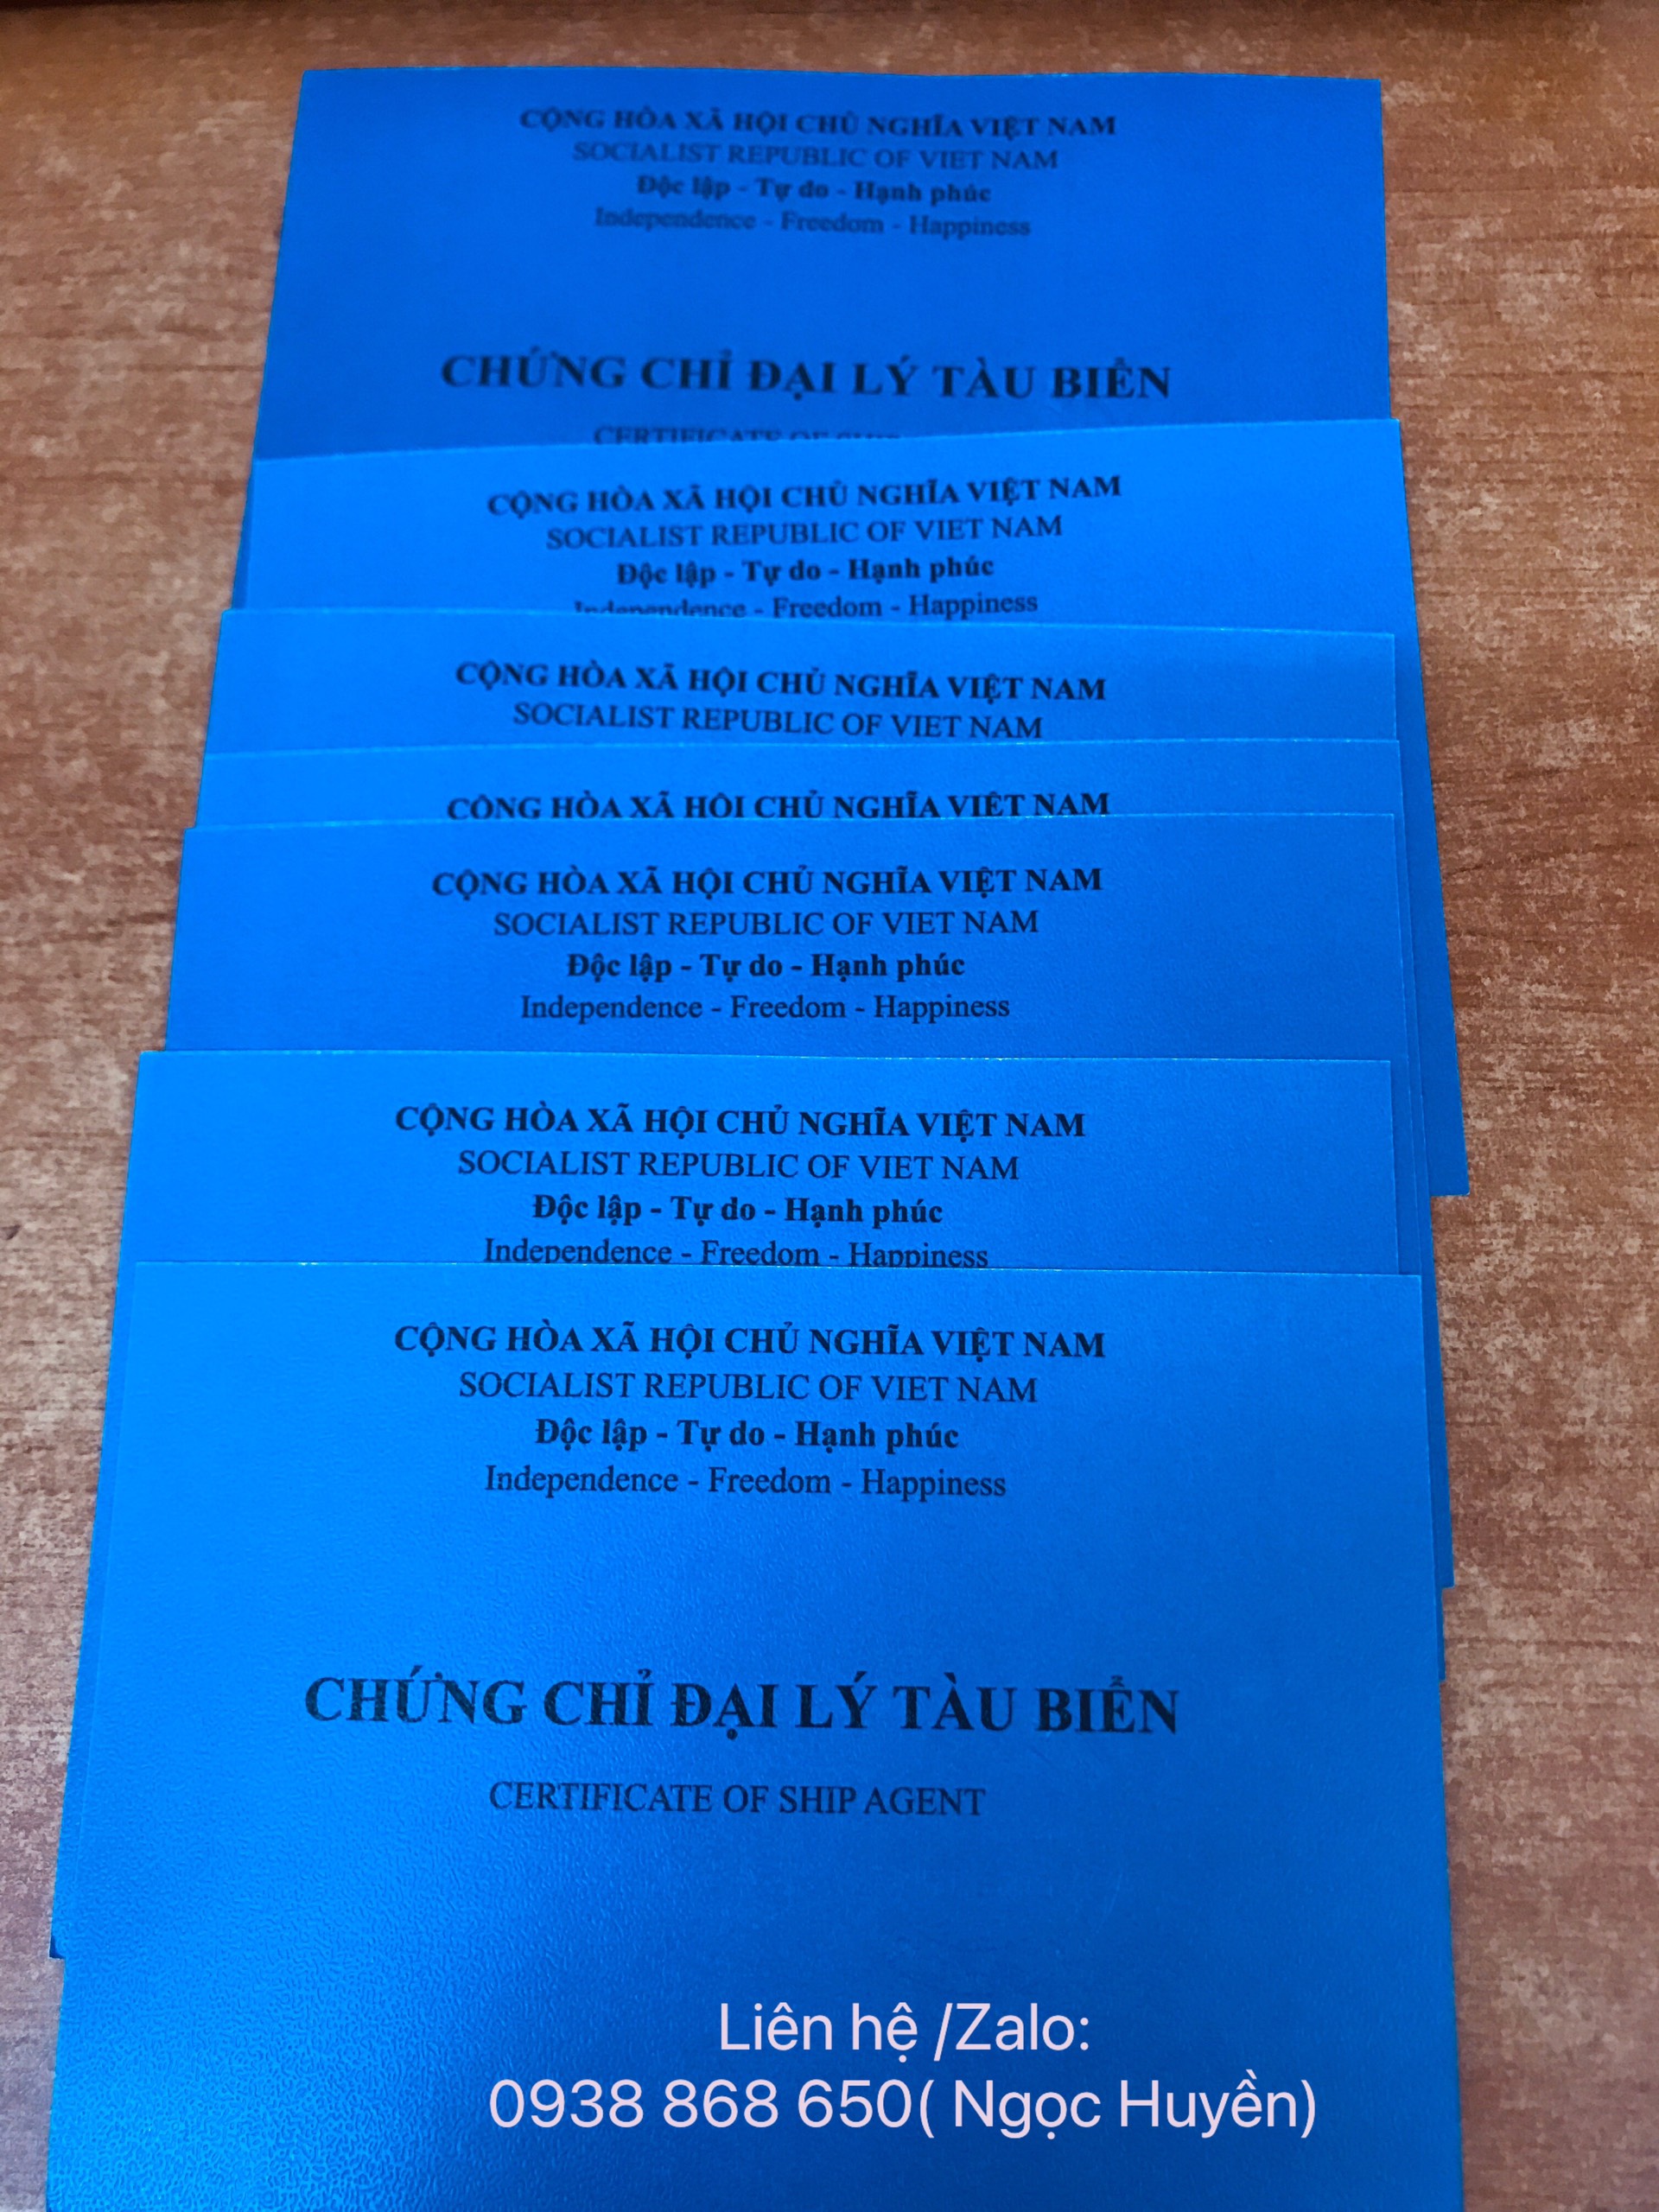 CỘNG HÒA XÃ HỘI CHỦ NGHĨA VIỆT NAM
SOCIALIST REPUBLIC OF VIET NAM
Độc lập - Tự do - Hạnh phúc
Independence - Freedom - Happiness
CHỨNG CHỈ ĐẠI LÝ TÀU BIỂN
CERTIFICATE OF SHIP
CỘNG HÒA XÃ HỘI CHỦ NGHĨA VIỆT NAM
SOCIALIST REPUBLIC OF VIET NAM
Độc lập - Tự do - Hạnh phúc
Independence - Freedom - Happiness
CỘNG HÒA XÃ HỘI CHỦ NGHĨA VIỆT NAM
SOCIALIST REPUBLIC OF VIET NAM
CỘNG HÒA XÃ HỘI CHỦ NGHĨA VIỆT NAM
CỘNG HÒA XÃ HỘI CHỦ NGHĨA VIỆT NAM
SOCIALIST REPUBLIC OF VIET NAM
Độc lập - Tự do - Hạnh phúc
Independence - Freedom - Happiness
CỘNG HÒA XÃ HỘI CHỦ NGHĨA VIỆT NAM
SOCIALIST REPUBLIC OF VIET NAM
Độc lập - Tự do - Hạnh phúc
Independence - Freedom - Happiness
CỘNG HÒA XÃ HỘI CHỦ NGHĨA VIỆT NAM
SOCIALIST REPUBLIC OF VIET NAM
Độc lập - Tự do - Hạnh phúc
Independence - Freedom - Happiness
CHỨNG CHỈ ĐẠI LÝ TÀU BIỂN
CERTIFICATE OF SHIP AGENT
Liên hệ /Zalo:
0938 868 650( Ngọc Huyền)